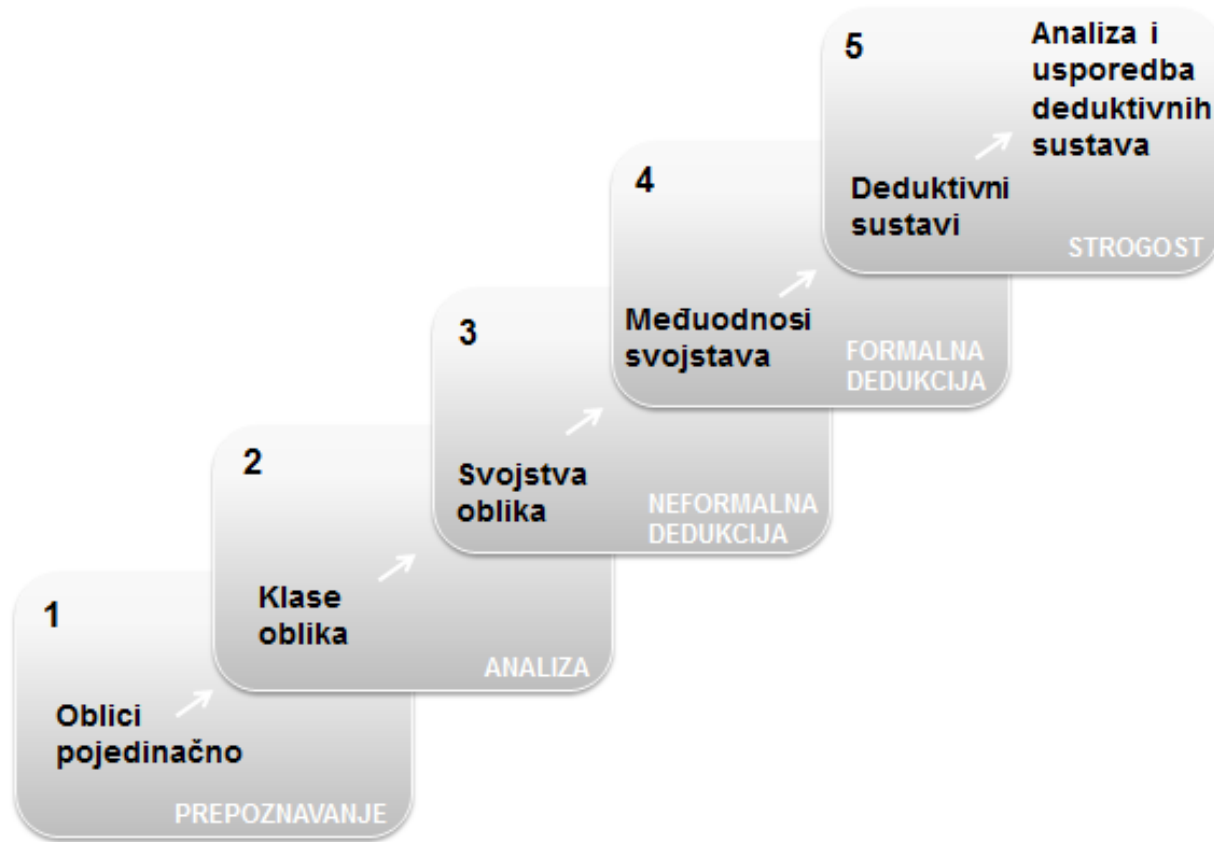 1
Oblici
pojedinačno
PREPOZNAVANJE
2
Klase
oblika
ANALIZA
3
Svojstva
oblika
NEFORMALNA
DEDUKCIJA
4
Međuodnosi
svojstava
FORMALNA
DEDUKCIJA
5
Deduktivni
sustavi
Analiza i
usporedba
deduktivnih
sustava
STROGOST